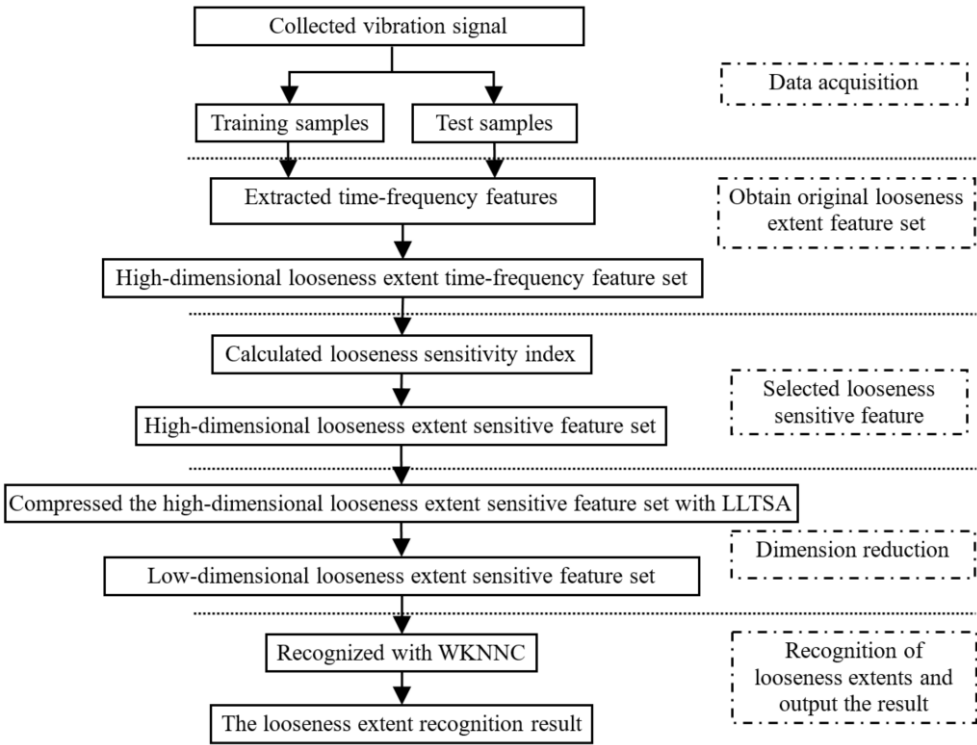 Collected vibration signal
Data acquisition
Training samples
Test samples
Extracted time-frequency features
Obtain original looseness
extent feature set
High-dimensional looseness extent time-frequency feature set
Calculated looseness sensitivity index
Selected looseness
sensitive feature
High-dimensional looseness extent sensitive feature set
Compressed the high-dimensional looseness extent sensitive feature set with LLTSA
Dimension reduction
Low-dimensional looseness extent sensitive feature set
Recognized with WKNNC
Recognition of
looseness extents and
output the result
The looseness extent recognition result